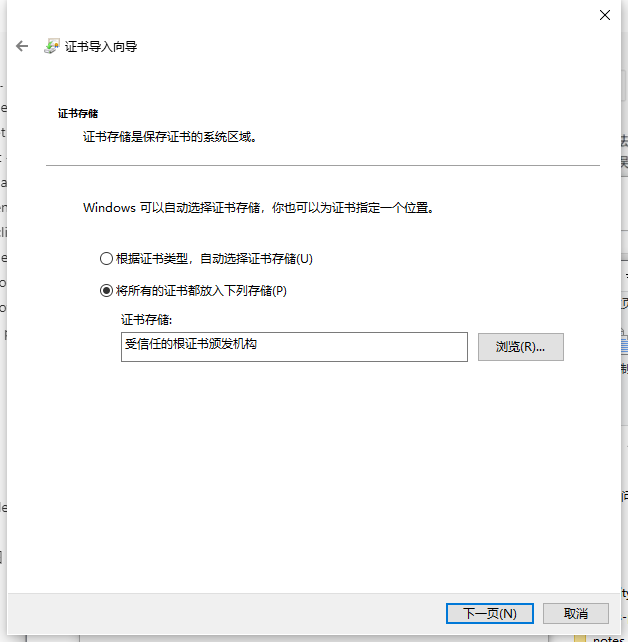 证书导入向导
证书存储
证书存储是保存证书的系统区域。
Windows 可以自动选择证书存储，你也可以为证书指定一个位置。
根据证书类型，自动选择证书存储(U)
将所有的证书都放入下列存储(P)
证书存储:
受信任的根证书颁发机构
浏览(R)...
下一页(N)
取消
notes